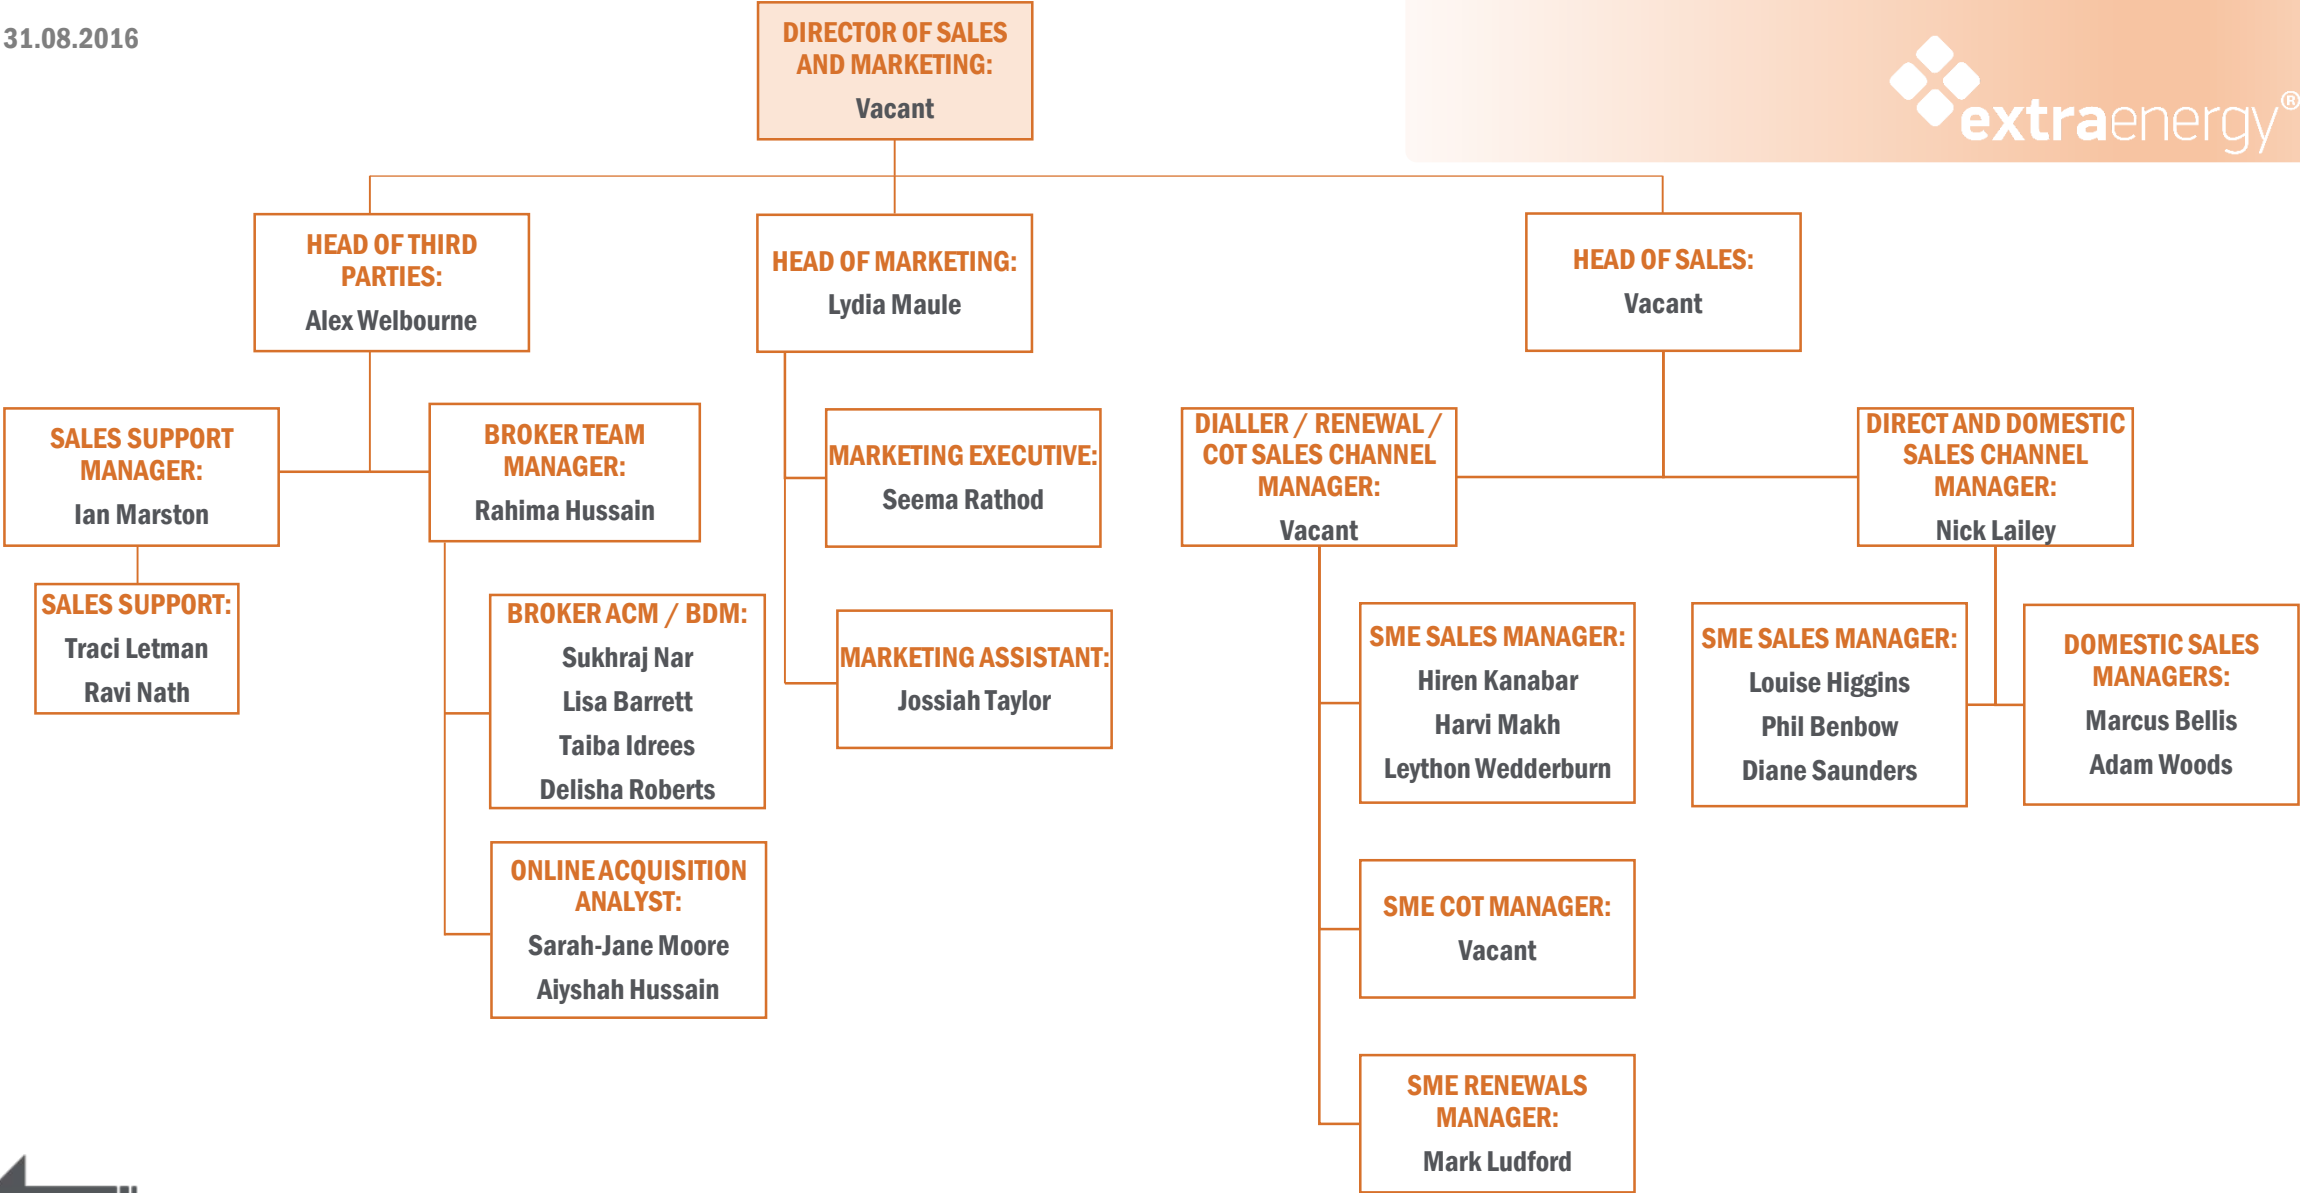 31.08.2016
DIRECTOR OF SALES
AND MARKETING:
Vacant
extraenergy®
HEAD OF THIRD
PARTIES:
Alex Welbourne
HEAD OF MARKETING:
Lydia Maule
HEAD OF SALES:
Vacant
SALES SUPPORT
MANAGER:
Ian Marston
BROKER TEAM
MANAGER:
Rahima Hussain
MARKETING EXECUTIVE:
Seema Rathod
DIALLER / RENEWAL /
COT SALES CHANNEL
MANAGER:
Vacant
DIRECT AND DOMESTIC
SALES CHANNEL
MANAGER:
Nick Lailey
SALES SUPPORT:
Traci Letman
Ravi Nath
BROKER ACM / BDM:
Sukhraj Nar
Lisa Barrett
Taiba Idrees
Delisha Roberts
MARKETING ASSISTANT:
Jossiah Taylor
SME SALES MANAGER:
Hiren Kanabar
Harvi Makh
Leython Wedderburn
SME SALES MANAGER:
Louise Higgins
Phil Benbow
Diane Saunders
DOMESTIC SALES
MANAGERS:
Marcus Bellis
Adam Woods
ONLINE ACQUISITION
ANALYST:
Sarah-Jane Moore
Aiyshah Hussain
SME COT MANAGER:
Vacant
SME RENEWALS
MANAGER:
Mark Ludford